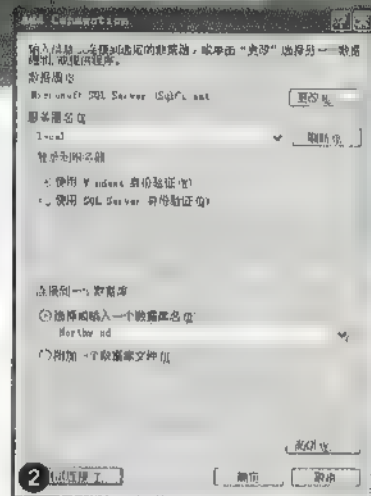 Add Connection
输入信息以连接到选定的数据源，或单击“更改”选择另一个数据
源和/或提供程序。
数据源(S):
Microsoft SQL Server (SqlClient
更改(C)...
服务器名(E):
local
刷新(R)
登录到服务器
使用 Windows 身份验证(W)
使用 SQL Server 身份验证(Q)
连接到一个数据库
选择或输入一个数据库名(D):
Northwind
附加一个数据库文件(H):
高级(V)...
2
测试连接(T)
确定
取消